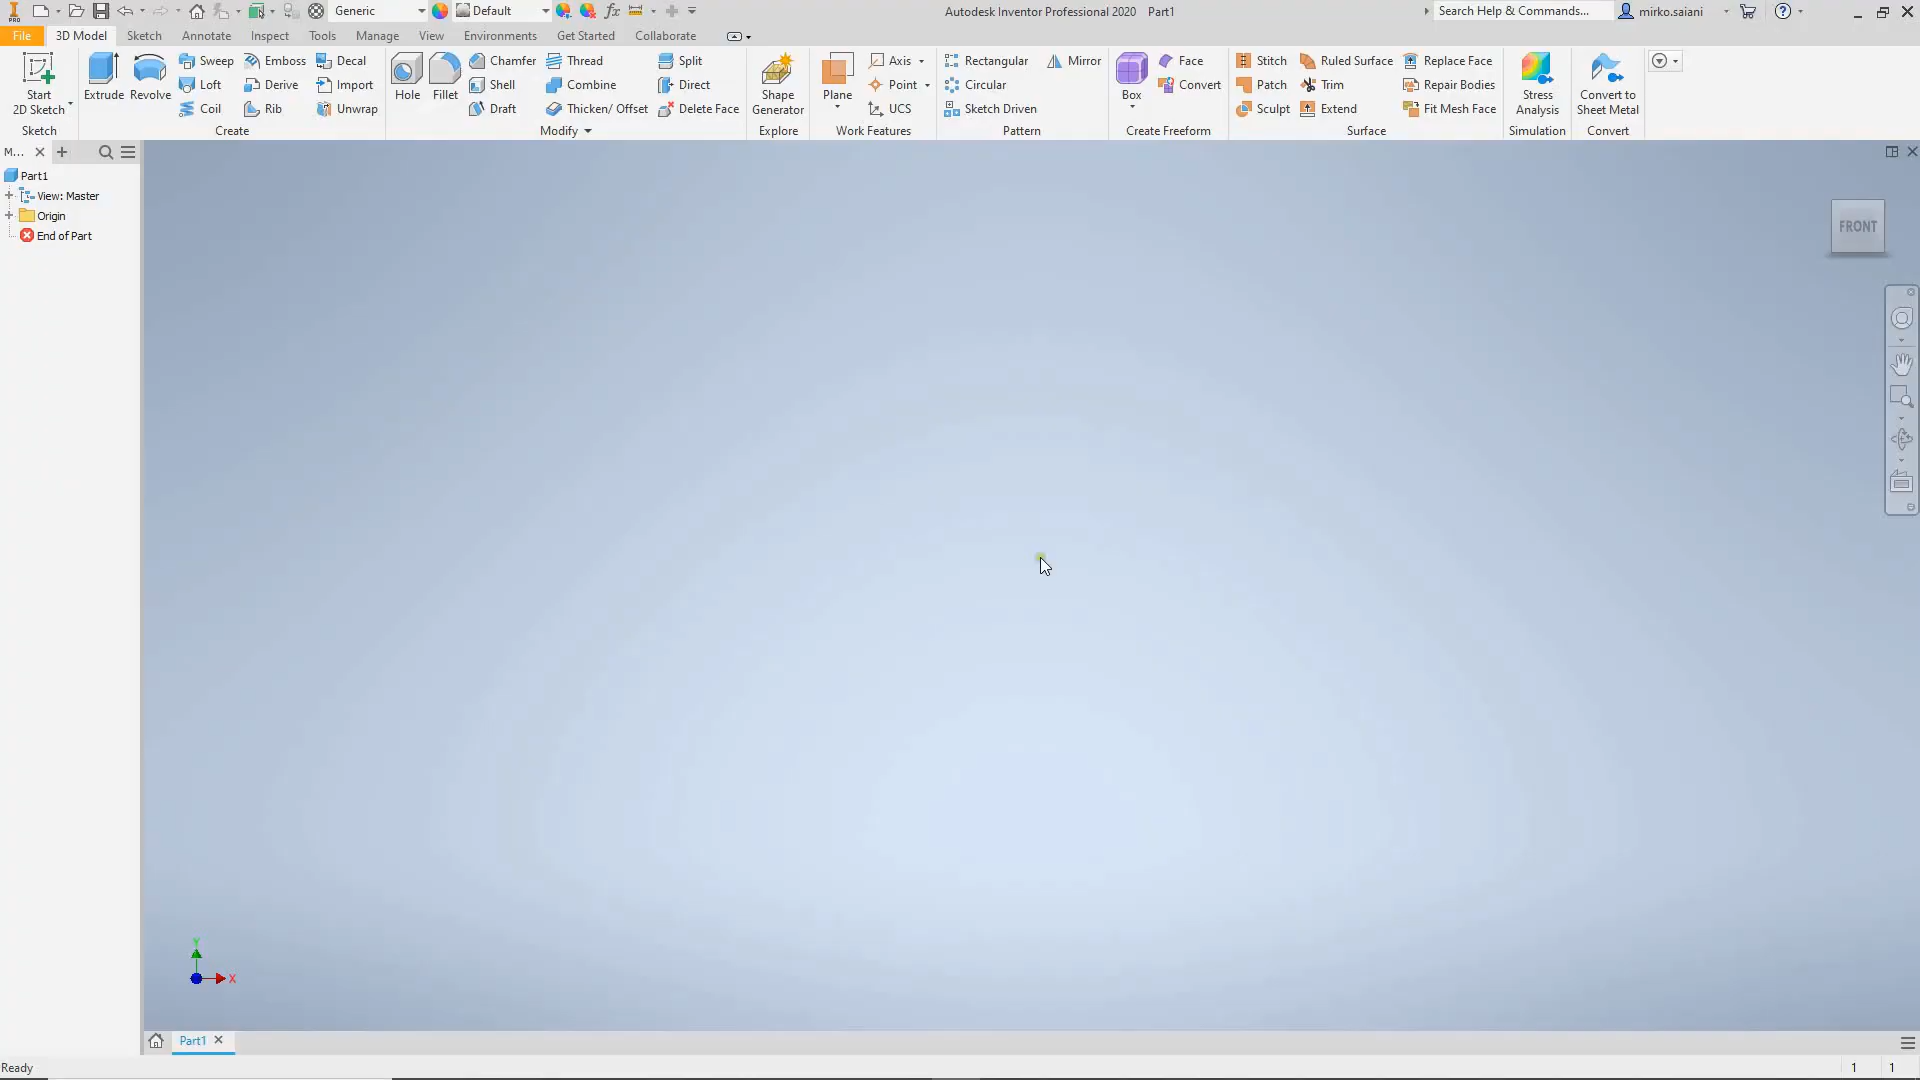 Generic Default Autodesk Inventor Professional 2020 Part1 Search Help & Commands... mirko.saiani
File 3D Model Sketch Annotate Inspect Tools Manage View Environments Get Started Collaborate
Sweep Emboss Decal Chamfer Thread Split Axis Rectangular Mirror Face Stitch Ruled Surface Replace Face
Start 2D Sketch Extrude Revolve Loft Derive Import Hole Fillet Shell Combine Direct Shape Generator Plane Point Circular Box Convert Patch Trim Repair Bodies Stress Analysis Convert to Sheet Metal
Coil Rib Unwrap Draft Thicken/ Offset Delete Face UCS Sketch Driven Sculpt Extend Fit Mesh Face
Sketch Create Modify Explore Work Features Pattern Create Freeform Surface Simulation Convert
M...
Part1
View: Master
Origin
End of Part
FRONT
Y
X
Part1
Ready 1 1